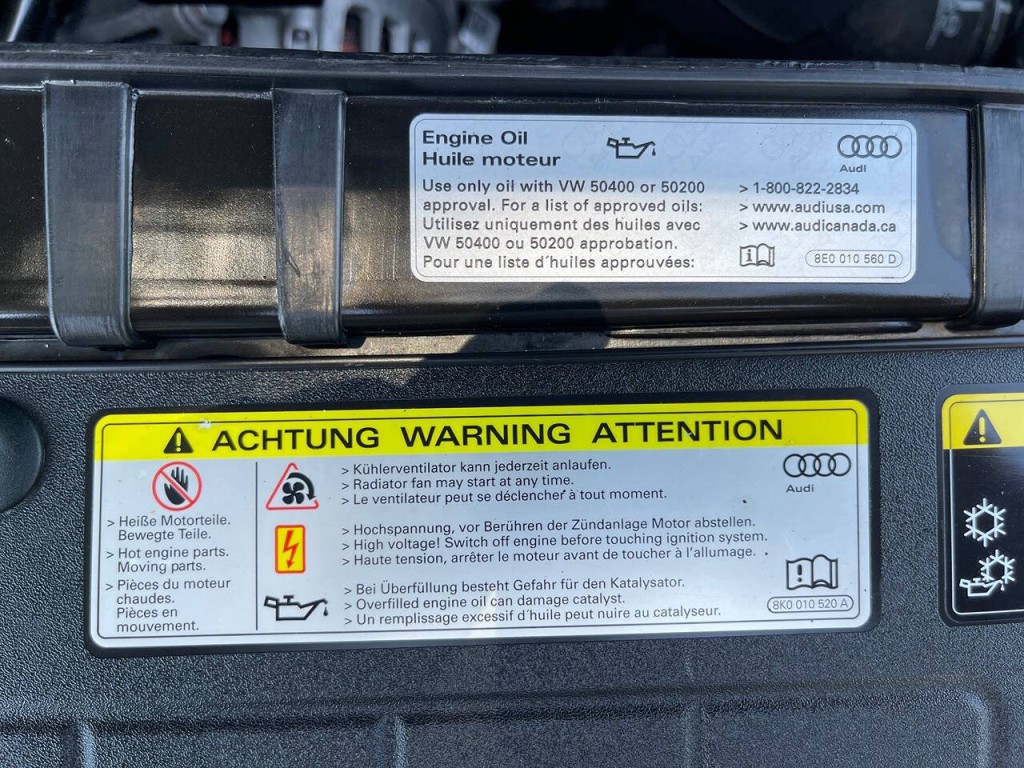 Engine Oil
Huile moteur
Use only oil with VW 50400 or 50200
approval. For a list of approved oils:
Utilisez uniquement des huiles avec
VW 50400 ou 50200 approbation.
Pour une liste d'huiles approuvées:
Audi
> 1-800-822-2834
> www.audiusa.com
> www.audicanada.ca
8E0 010 560 D
ACHTUNG WARNING ATTENTION
> Heiße Motorteile.
Bewegte Teile.
> Hot engine parts.
Moving parts.
> Pièces du moteur
chaudes.
Pièces en
mouvement.
> Kühlerventilator kann jederzeit anlaufen.
> Radiator fan may start at any time.
> Le ventilateur peut se déclencher à tout moment.
> Hochspannung, vor Berühren der Zündanlage Motor abstellen.
> High voltage! Switch off engine before touching ignition system.
> Haute tension, arrêter le moteur avant de toucher à l'allumage.
> Bei Überfüllung besteht Gefahr für den Katalysator.
> Overfilled engine oil can damage catalyst.
> Un remplissage excessif d'huile peut nuire au catalyseur.
Audi
8K0 010 520 A